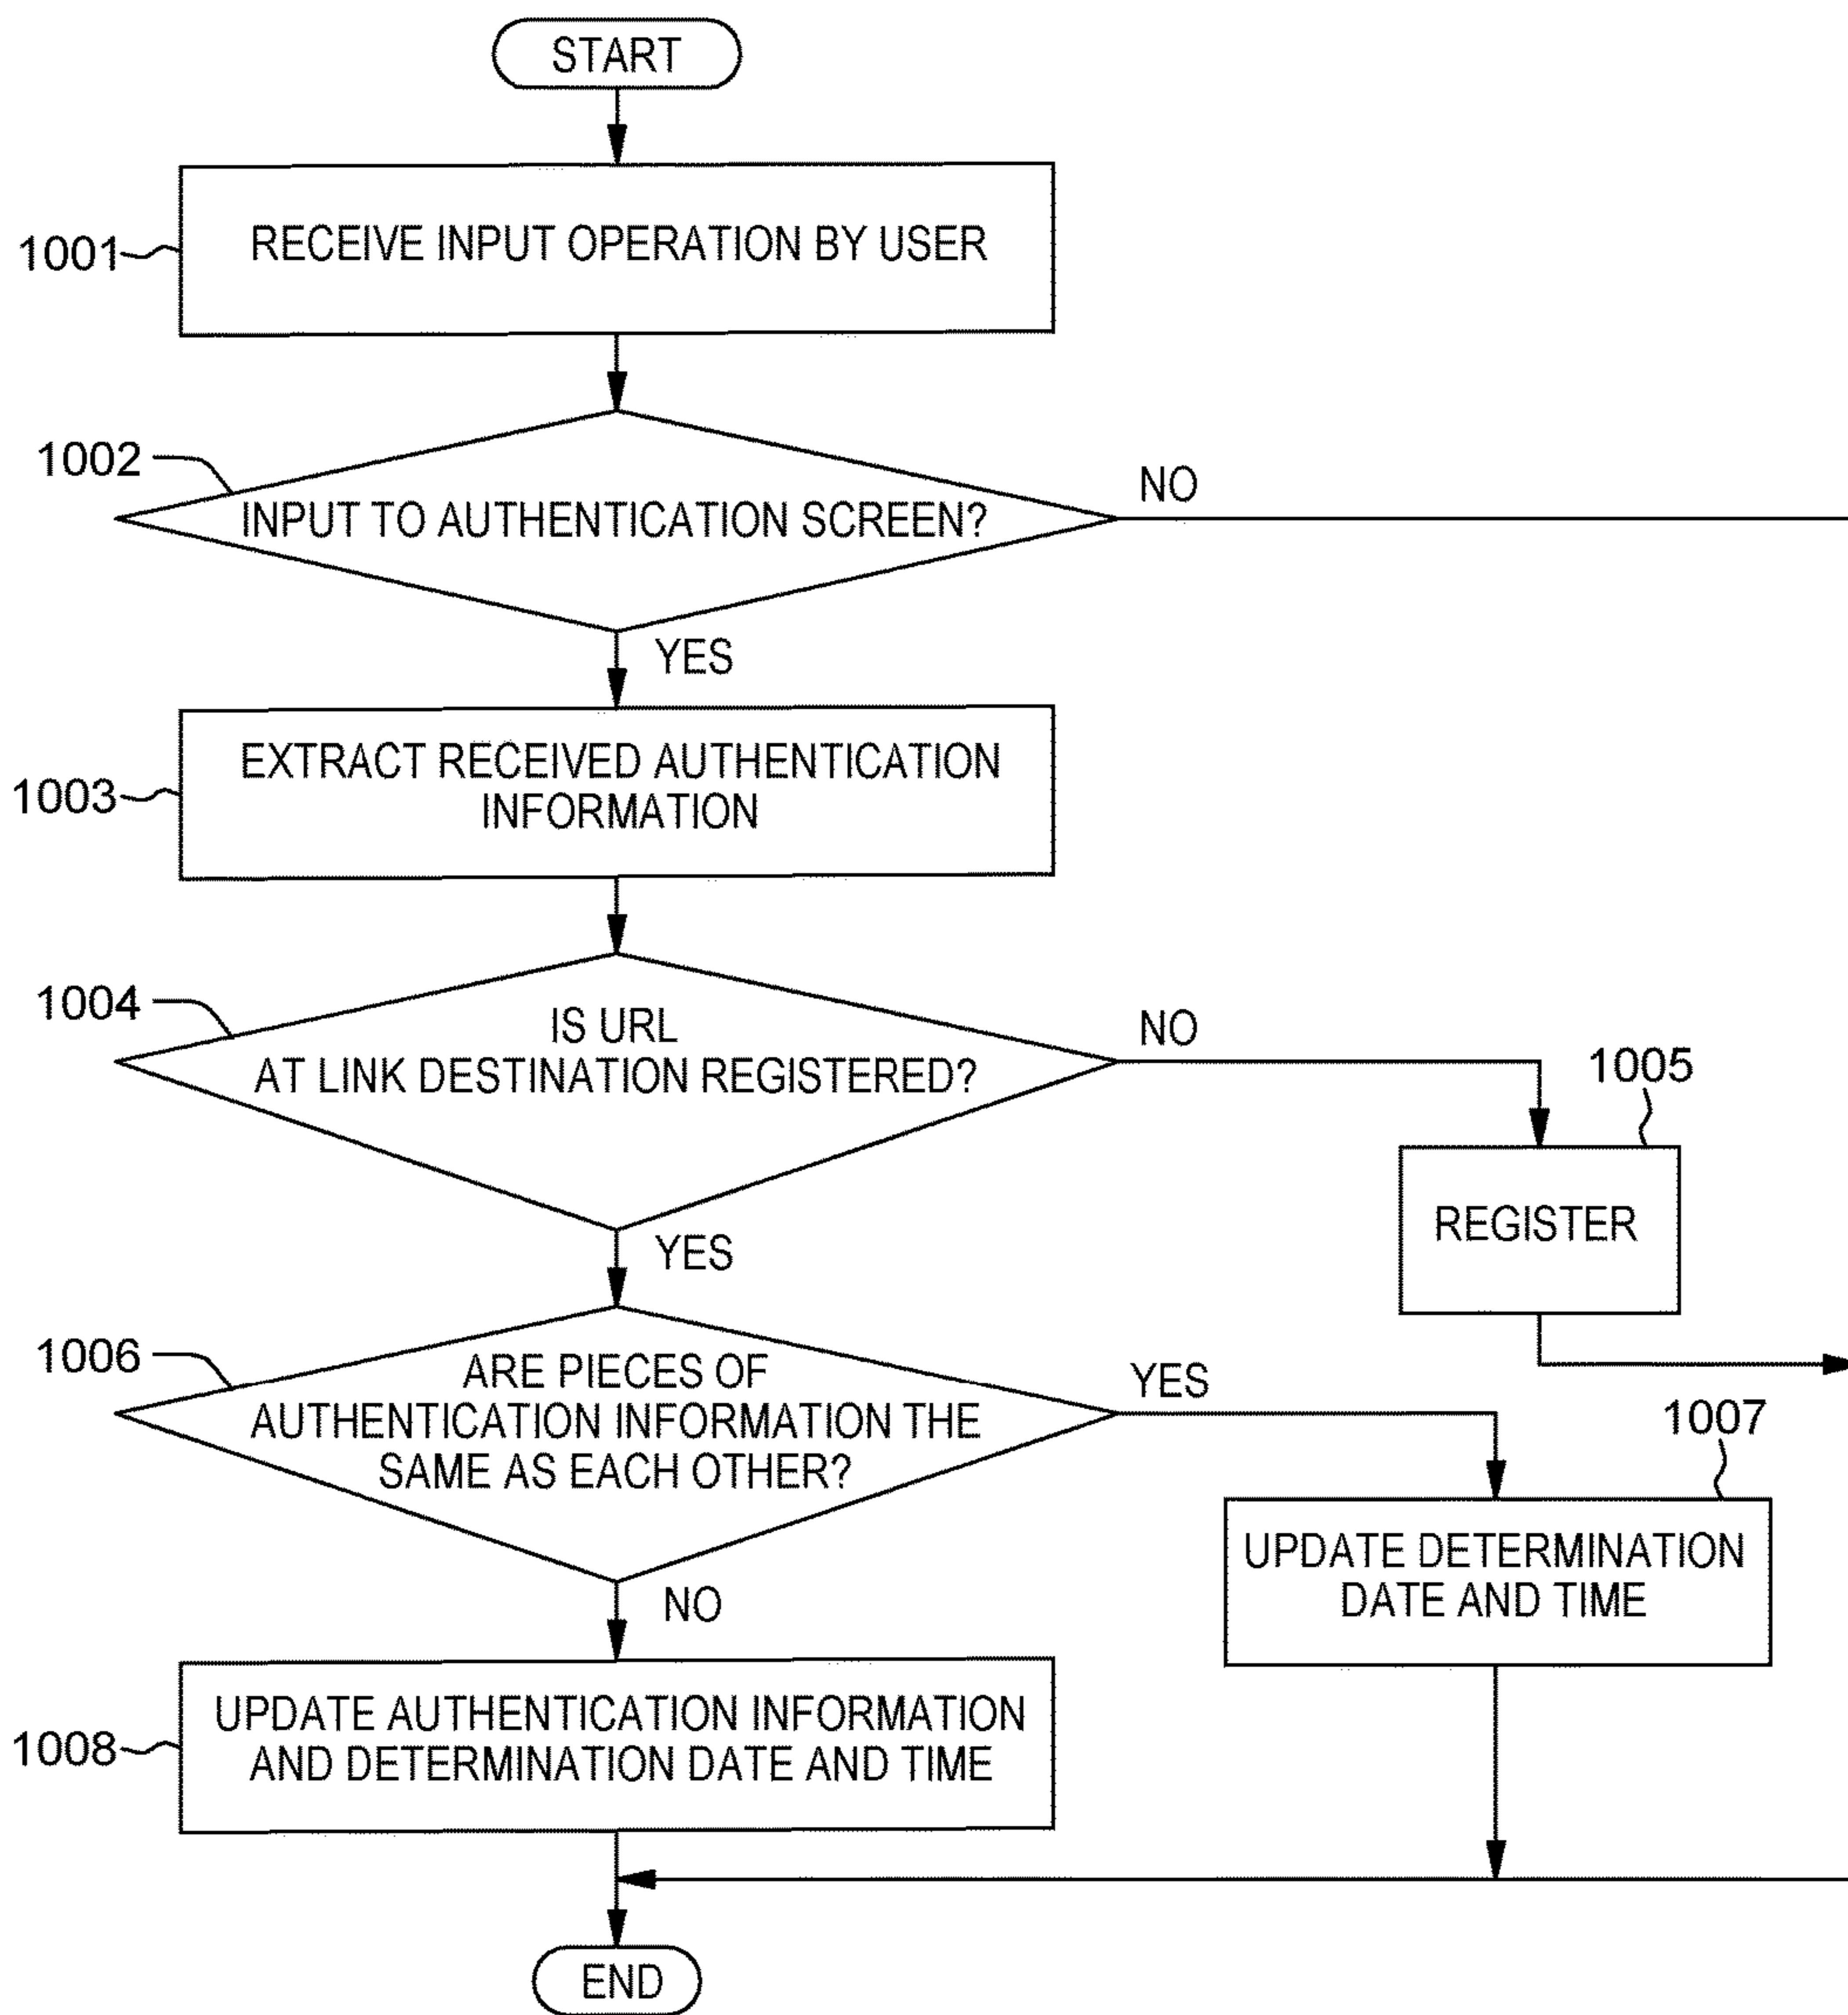 START
1001
RECEIVE INPUT OPERATION BY USER
1002
INPUT TO AUTHENTICATION SCREEN?
NO
YES
1003
EXTRACT RECEIVED AUTHENTICATION
INFORMATION
1004
IS URL
AT LINK DESTINATION REGISTERED?
NO
1005
REGISTER
YES
1006
ARE PIECES OF
AUTHENTICATION INFORMATION THE
SAME AS EACH OTHER?
YES
1007
UPDATE DETERMINATION
DATE AND TIME
NO
1008
UPDATE AUTHENTICATION INFORMATION
AND DETERMINATION DATE AND TIME
END